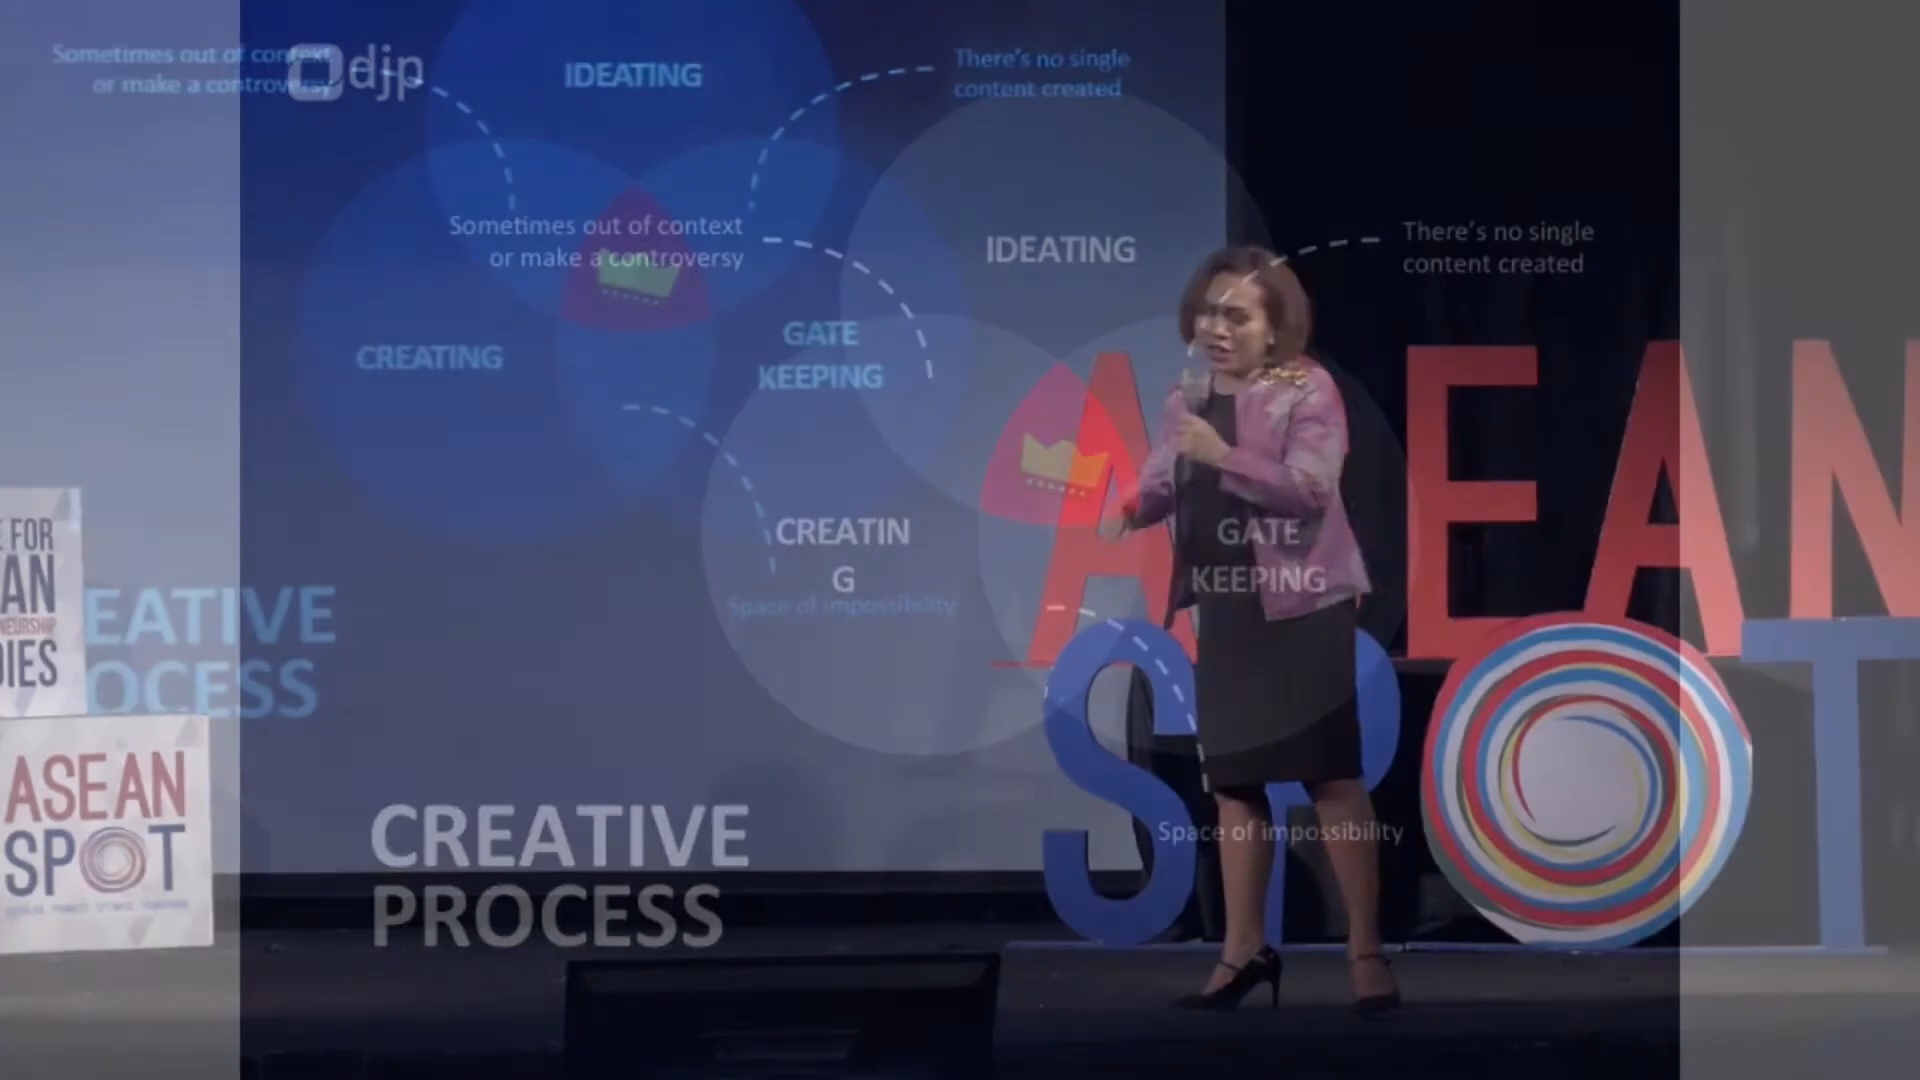 Sometimes out of context
or make a controversy
djp
IDEATING
There's no single
content created
CREATING
GATE
KEEPING
Space of impossibility
EATIVE
OCESS
Sometimes out of context
or make a controversy
IDEATING
There's no single
content created
CREATIN
G
GATE
KEEPING
Space of impossibility
CREATIVE
PROCESS
E FOR
AN
NEURSHIP
DIES
ASEAN
SPOT
ASEAN
SPOT